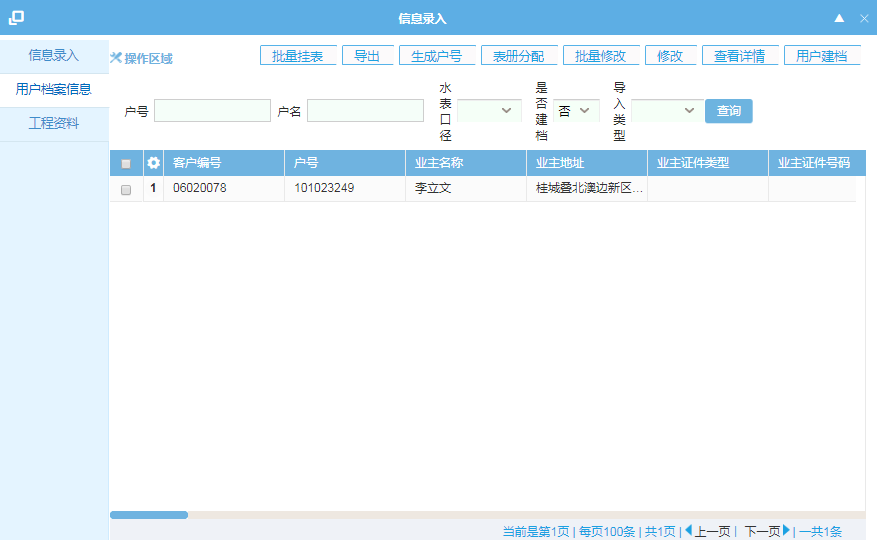 信息录入
信息录入
用户档案信息
工程资料
操作区域
批量挂表 导出 生成户号 表册分配 批量修改 修改 查看详情 用户建档
户号 户名 水表口径 是否建档 否 导入类型 查询
客户编号 户号 业主名称 业主地址 业主证件类型 业主证件号码
1 06020078 101023249 李立文 桂城叠北澳边新区...
当前是第1页 | 每页100条 | 共1页 | 上一页 | 下一页 | 一共1条